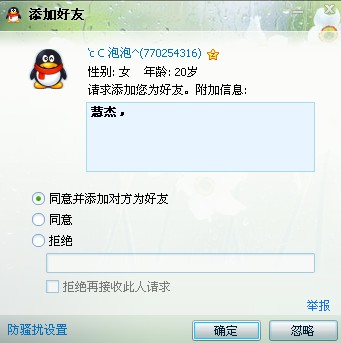 添加好友
℃ C 泡泡^(770254316)
性别: 女 年龄: 20岁
请求添加您为好友。附加信息:
慧杰，
同意并添加对方为好友
同意
拒绝
拒绝再接收此人请求
举报
防骚扰设置
确定
忽略